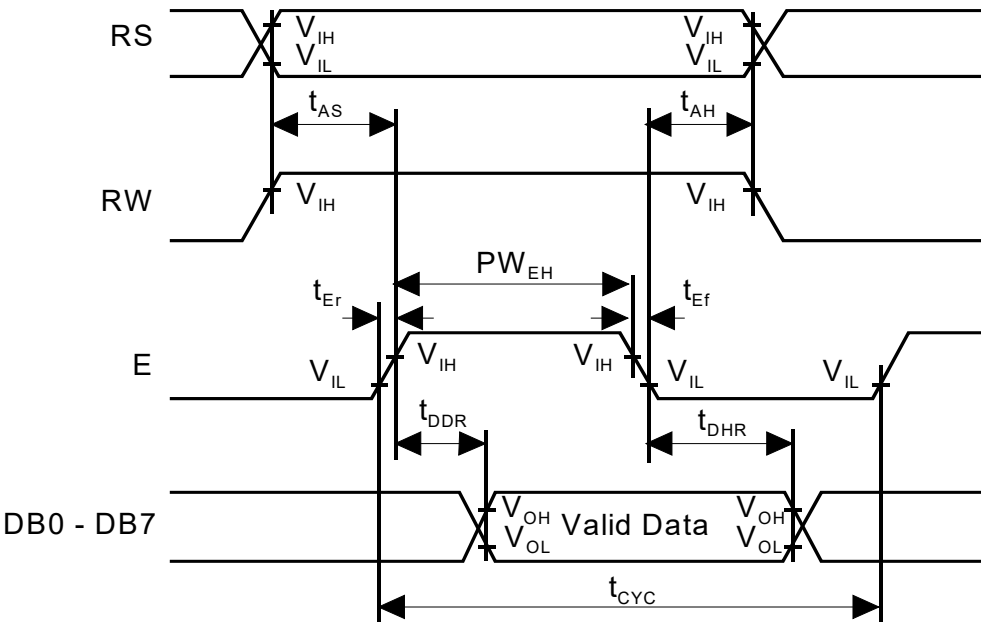 RS
V_IH
V_IL
V_IH
V_IL
t_AS
t_AH
RW
V_IH
V_IH
PW_EH
t_Er
t_Ef
E
V_IL
V_IH
V_IH
V_IL
V_IL
t_DDR
t_DHR
DB0 - DB7
V_OH
V_OL
Valid Data
V_OH
V_OL
t_CYC